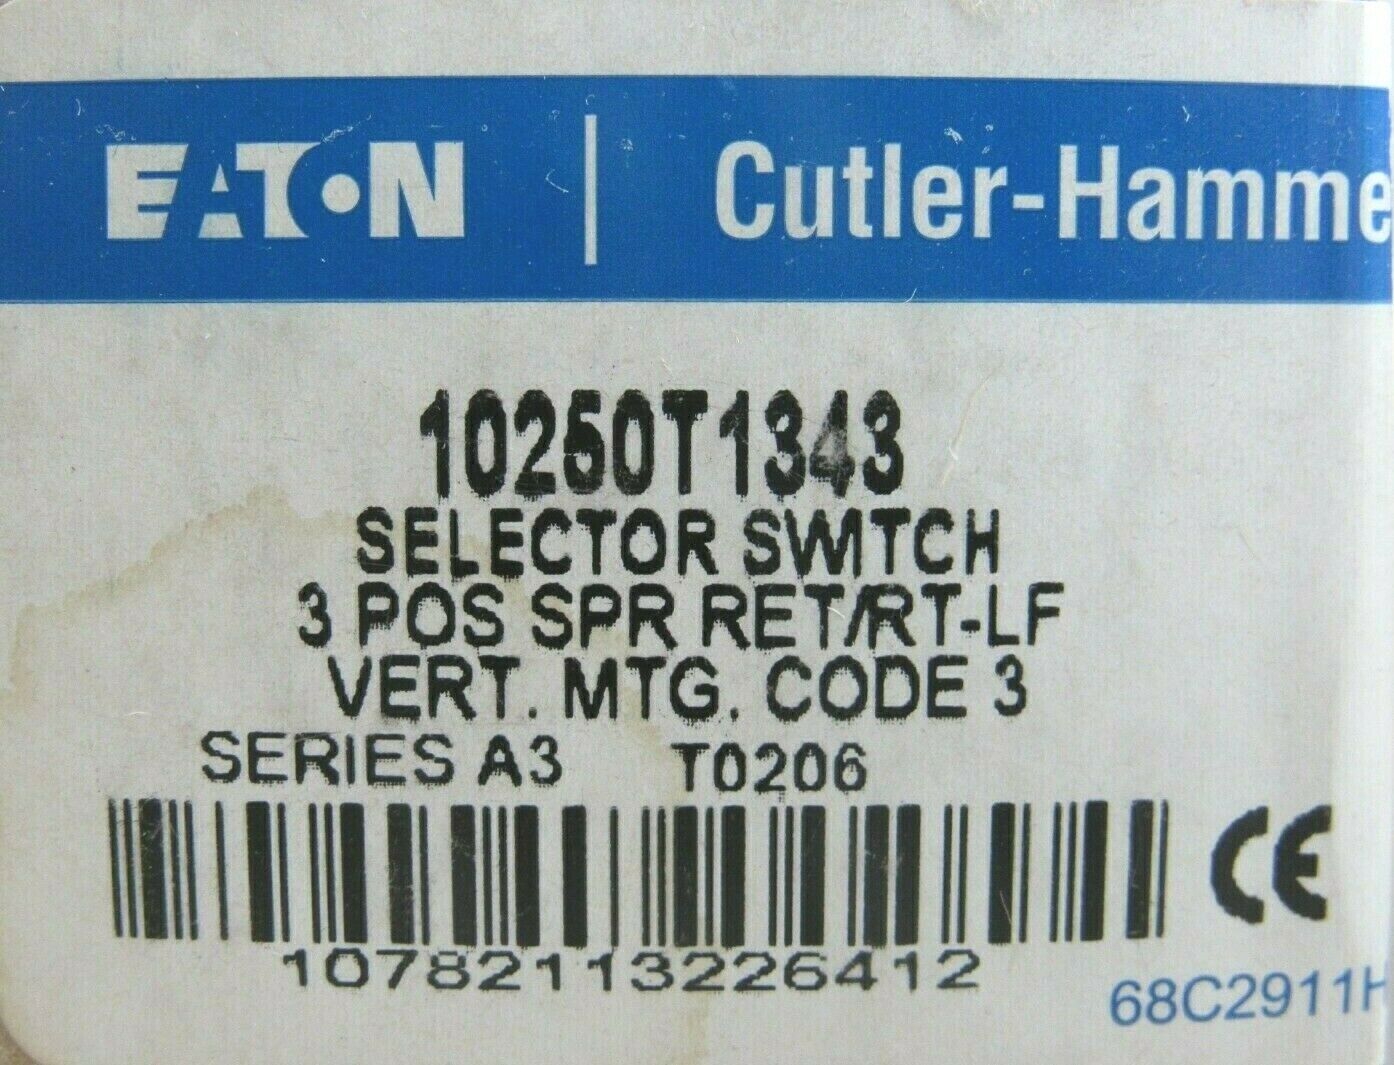 EATON | Cutler-Hamme
10250T1343
SELECTOR SWITCH
3 POS SPR RET/RT-LF
VERT. MTG. CODE 3
SERIES A3 T0206
CE
10782113226412
68C2911H